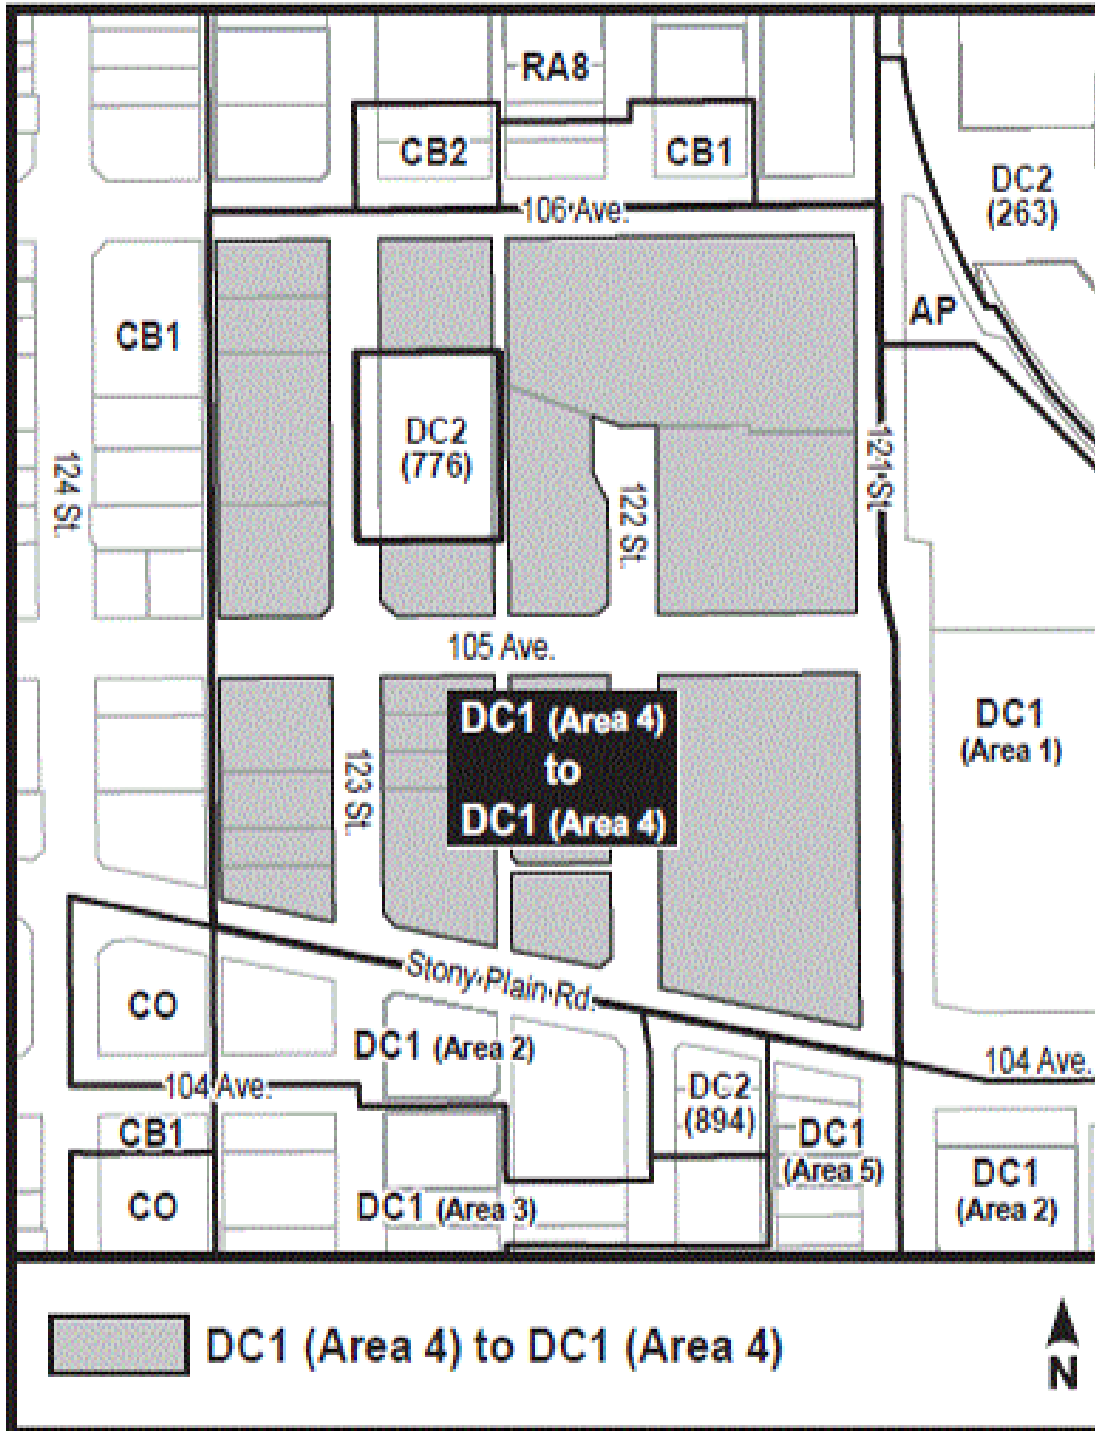 RA8
CB2
CB1
DC2
(263)
106 Ave.
CB1
AP
DC2
(776)
124 St.
122 St.
121 St.
105 Ave.
DC1 (Area 4)
to
DC1 (Area 4)
DC1
(Area 1)
123 St.
Stony Plain Rd.
CO
DC1 (Area 2)
104 Ave.
104 Ave.
DC2
(894)
CB1
DC1
(Area 5)
DC1
(Area 2)
CO
DC1 (Area 3)
DC1 (Area 4) to DC1 (Area 4)
N